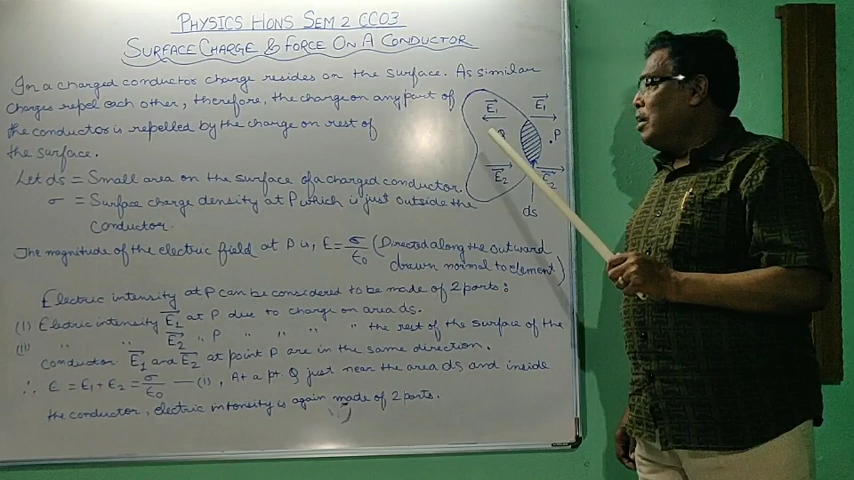 PHYSICS HONS SEM 2 CC03
SURFACE CHARGE & FORCE ON A CONDUCTOR
In a charged conductor charge resides on the surface. As similar
charges repel each other, therefore, the charge on any part of
the conductor is repelled by the charge on rest of
the surface.
Let ds = Small area on the surface of a charged conductor.
σ = Surface charge density at P which is just outside the
conductor.
The magnitude of the electric field at P is, E = σ/ε₀ (Directed along the outward
drawn normal to element)
Electric intensity at P can be considered to be made of 2 parts:
(i) Electric intensity E₁→ at P due to charge on area ds.
(ii) " " E₂→ " P " " " " the rest of the surface of the
conductor. E₁→ and E₂→ at point P are in the same direction.
∴ E = E₁ + E₂ = σ/ε₀ —(1), At a pt. Q just near the area ds and inside
the conductor, electric intensity is again made of 2 parts.
E₁→
E₁→
P
E₂→
E₂→
ds